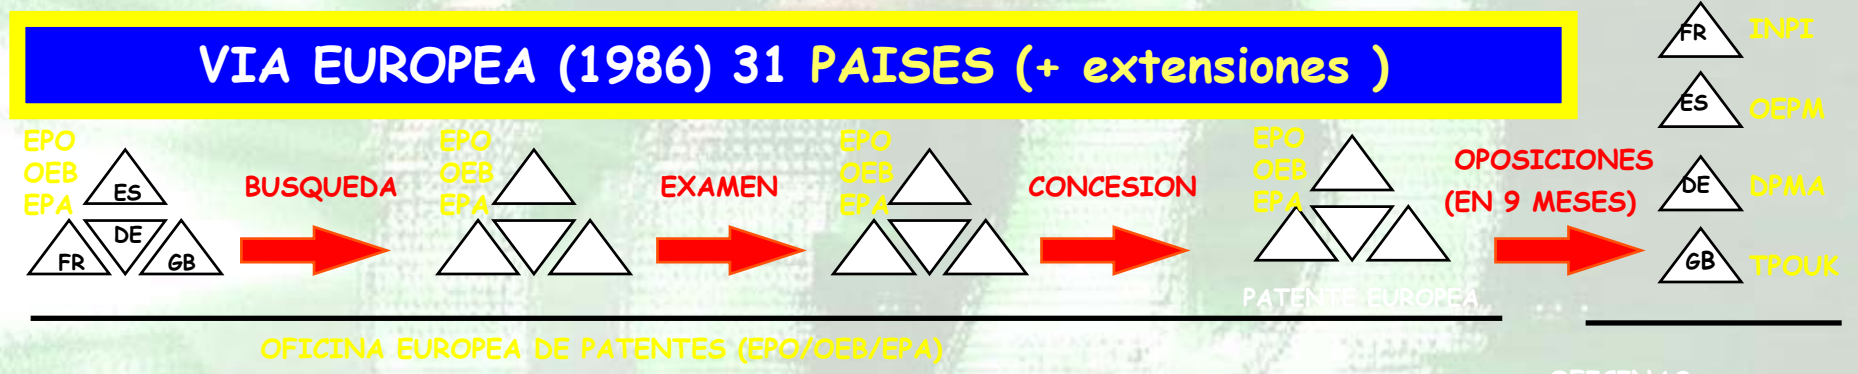 VIA EUROPEA (1986) 31 PAISES (+ extensiones )
EPO
OEB
EPA
ES
FR
DE
GB
BUSQUEDA
EPO
OEB
EPA
EXAMEN
EPO
OEB
EPA
CONCESION
EPO
OEB
EPA
PATENTE EUROPEA
OPOSICIONES
(EN 9 MESES)
FR INPI
ES OEPM
DE DPMA
GB TPOUK
OFICINA EUROPEA DE PATENTES (EPO/OEB/EPA)